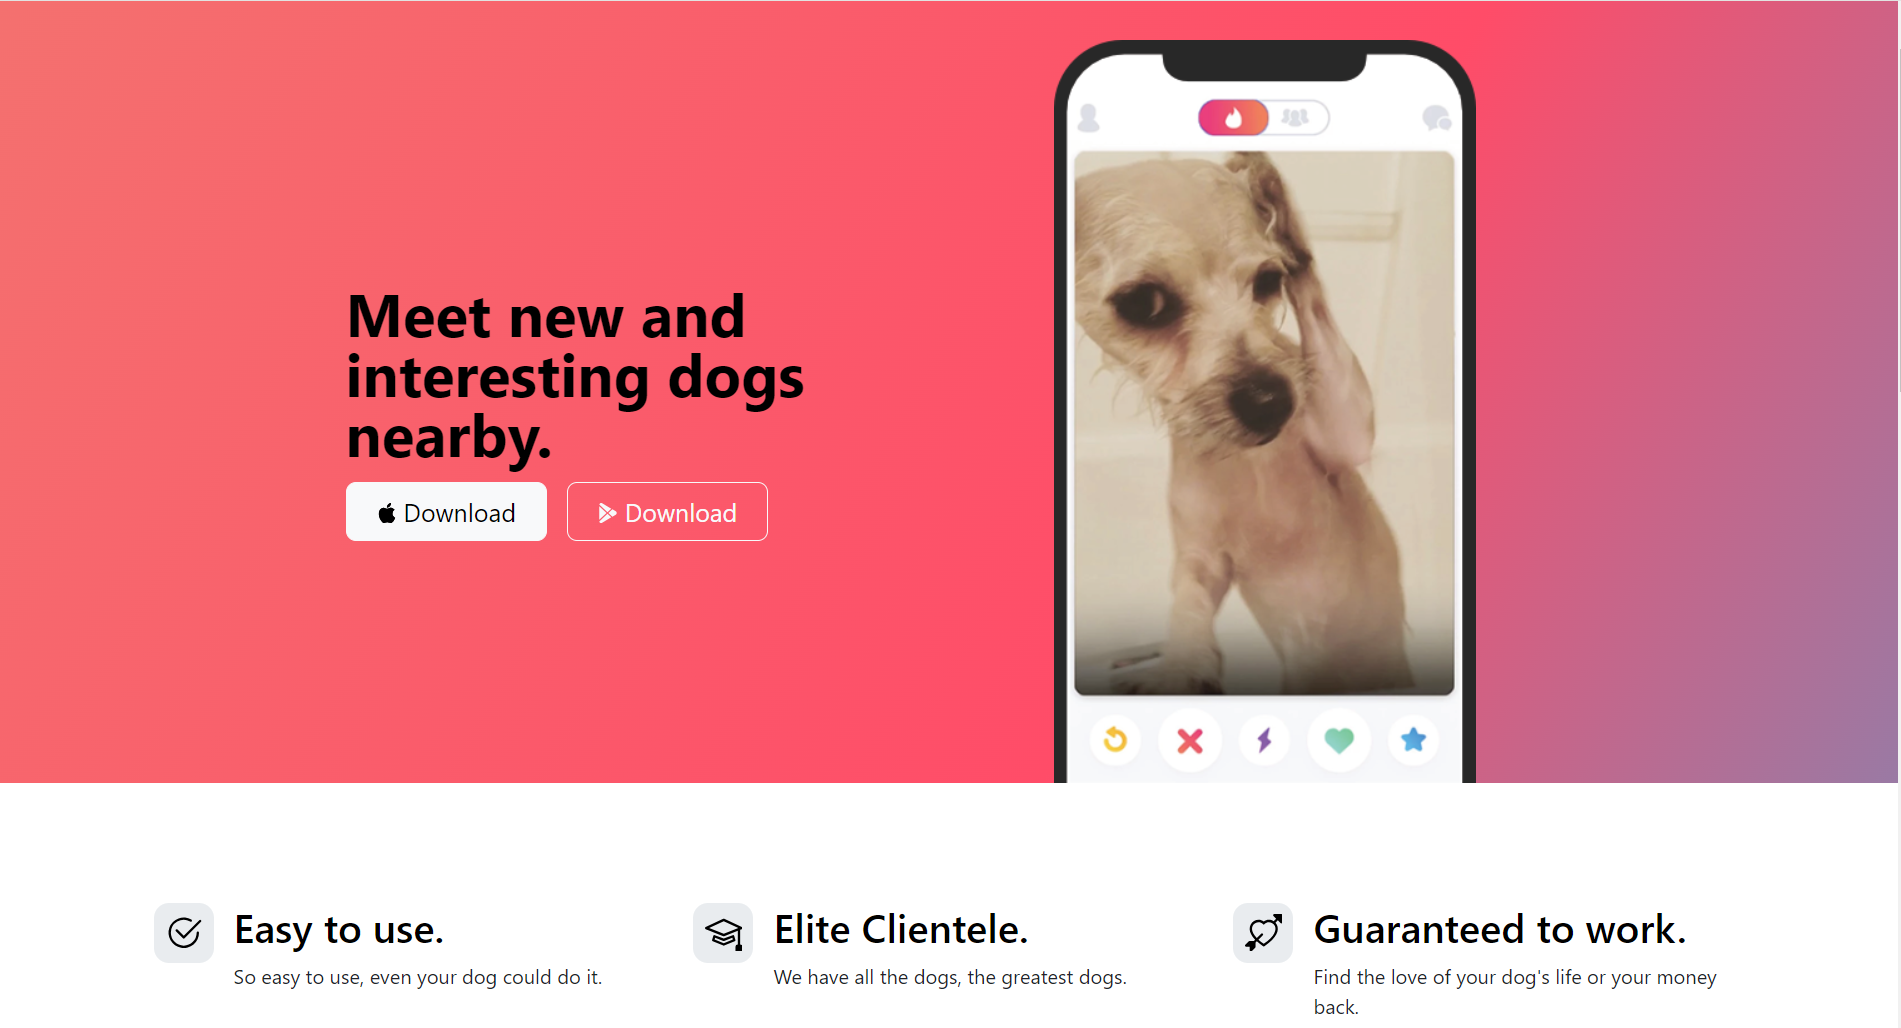 Meet new and
interesting dogs
nearby.
Download
Download
Easy to use.
So easy to use, even your dog could do it.
Elite Clientele.
We have all the dogs, the greatest dogs.
Guaranteed to work.
Find the love of your dog's life or your money
back.